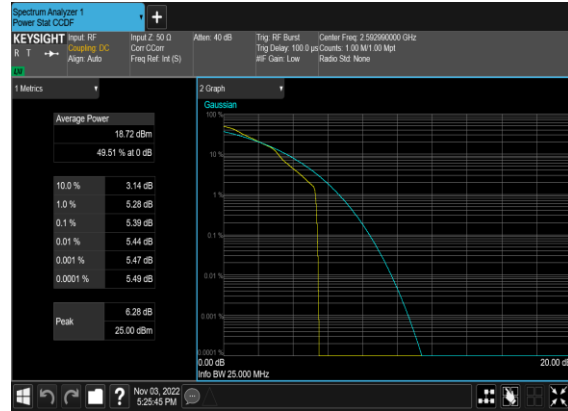 Spectrum Analyzer 1
Power Stat CCDF
KEYSIGHT
R T
LXI
Input: RF
Coupling: DC
Align: Auto
Input Z: 50 Ω
Corr CCorr
Freq Ref: Int (S)
Atten: 40 dB
Trig: RF Burst
Trig Delay: 100.0 µs
#IF Gain: Low
Center Freq: 2.592990000 GHz
Counts: 1.00 M/1.00 Mpt
Radio Std: None
1 Metrics
Average Power
18.72 dBm
49.51 % at 0 dB
10.0 % 3.14 dB
1.0 % 5.28 dB
0.1 % 5.39 dB
0.01 % 5.44 dB
0.001 % 5.47 dB
0.0001 % 5.49 dB
Peak
6.28 dB
25.00 dBm
2 Graph
Gaussian
100 %
10 %
1 %
0.1 %
0.01 %
0.001 %
0.0001 %
0.00 dB 20.00 dB
Info BW 25.000 MHz
? Nov 03, 2022
5:25:45 PM